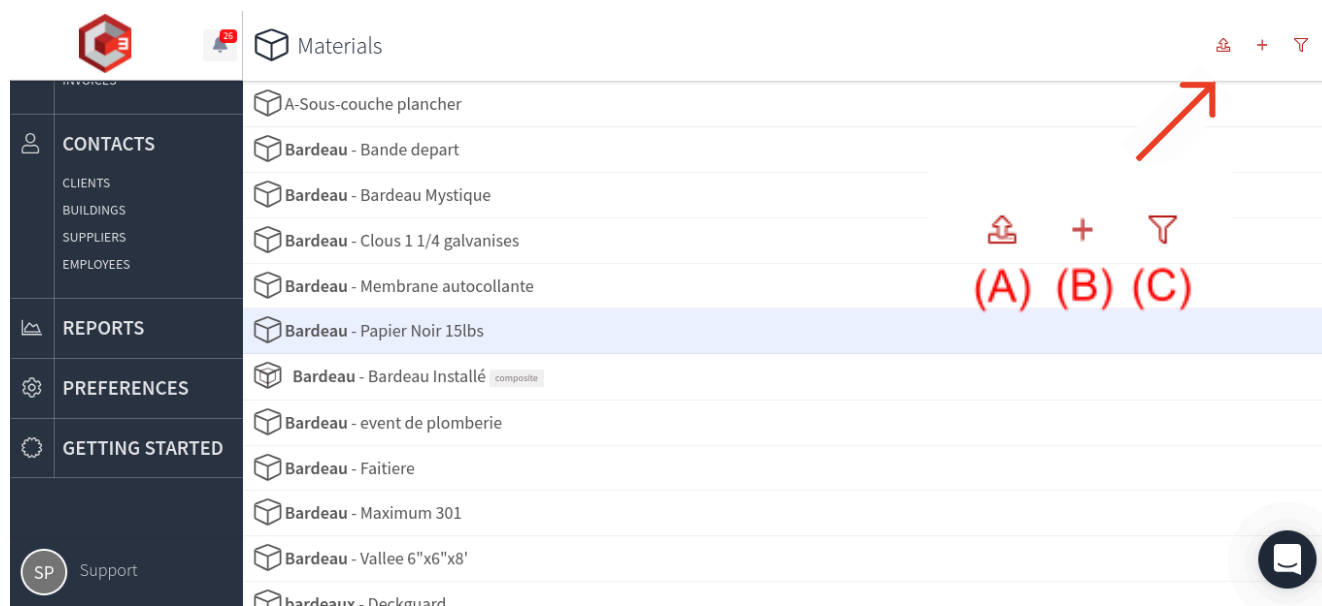 26
Materials
INVOICES
CONTACTS
CLIENTS
BUILDINGS
SUPPLIERS
EMPLOYEES
REPORTS
PREFERENCES
GETTING STARTED
SP Support
A-Sous-couche plancher
Bardeau - Bande depart
Bardeau - Bardeau Mystique
Bardeau - Clous 1 1/4 galvanises
Bardeau - Membrane autocollante
Bardeau - Papier Noir 15lbs
Bardeau - Bardeau Installé composite
Bardeau - event de plomberie
Bardeau - Faitiere
Bardeau - Maximum 301
Bardeau - Vallee 6"x6"x8'
bardeaux - Deckguard
(A) (B) (C)